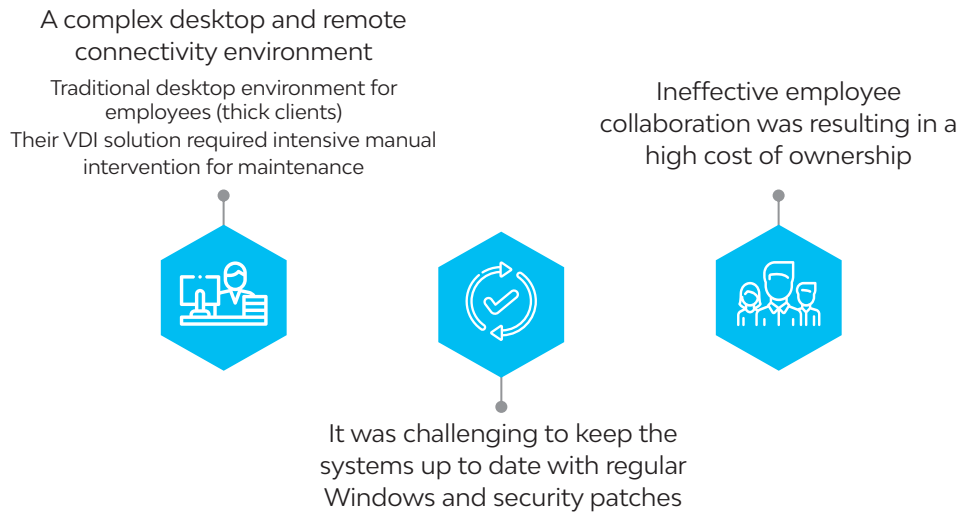 A complex desktop and remote
connectivity environment
Traditional desktop environment for
employees (thick clients)
Their VDI solution required intensive manual
intervention for maintenance
Ineffective employee
collaboration was resulting in a
high cost of ownership
It was challenging to keep the
systems up to date with regular
Windows and security patches